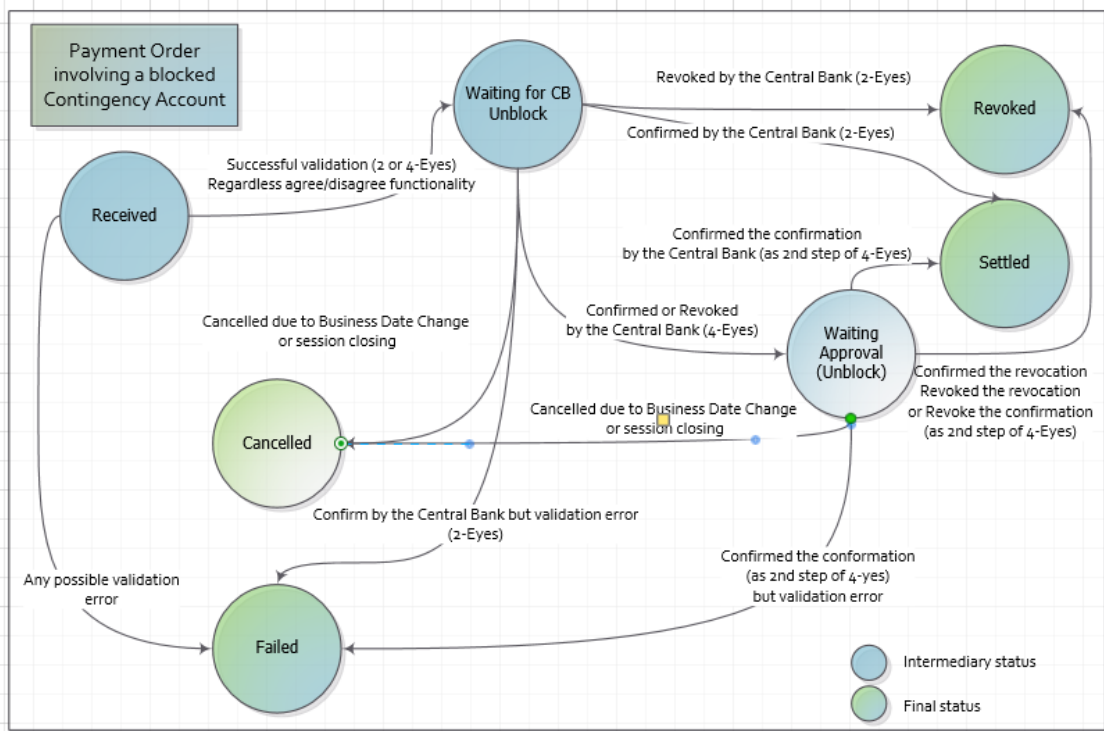 Payment Order
involving a blocked
Contingency Account
Waiting for CB
Unblock
Revoked by the Central Bank (2-Eyes)
Revoked
Confirmed by the Central Bank (2-Eyes)
Successful validation (2 or 4-Eyes)
Regardless agree/disagree functionality
Received
Confirmed the confirmation
by the Central Bank (as 2nd step of 4-Eyes)
Settled
Confirmed or Revoked
by the Central Bank (4-Eyes)
Waiting
Approval
(Unblock)
Cancelled due to Business Date Change
or session closing
Confirmed the revocation
Revoked the revocation
or Revoke the confirmation
(as 2nd step of 4-Eyes)
Cancelled due to Business Date Change
or session closing
Cancelled
Confirm by the Central Bank but validation error
(2-Eyes)
Confirmed the conformation
(as 2nd step of 4-yes)
but validation error
Any possible validation
error
Failed
Intermediary status
Final status